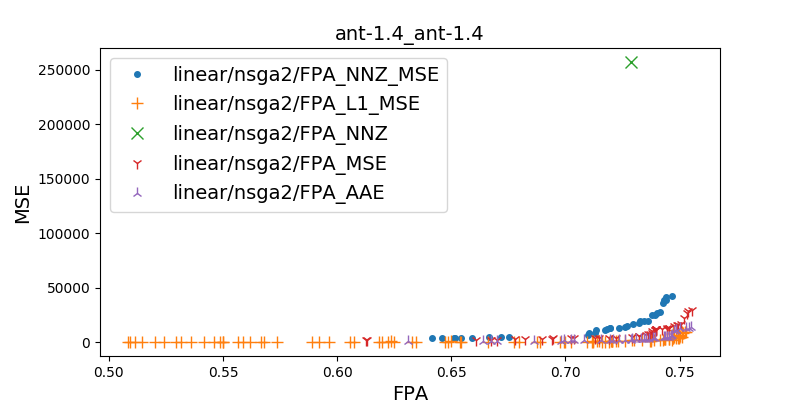 ant-1.4_ant-1.4
MSE
250000
200000
150000
100000
50000
0
linear/nsga2/FPA_NNZ_MSE
linear/nsga2/FPA_L1_MSE
linear/nsga2/FPA_NNZ
linear/nsga2/FPA_MSE
linear/nsga2/FPA_AAE
0.50 0.55 0.60 0.65 0.70 0.75
FPA